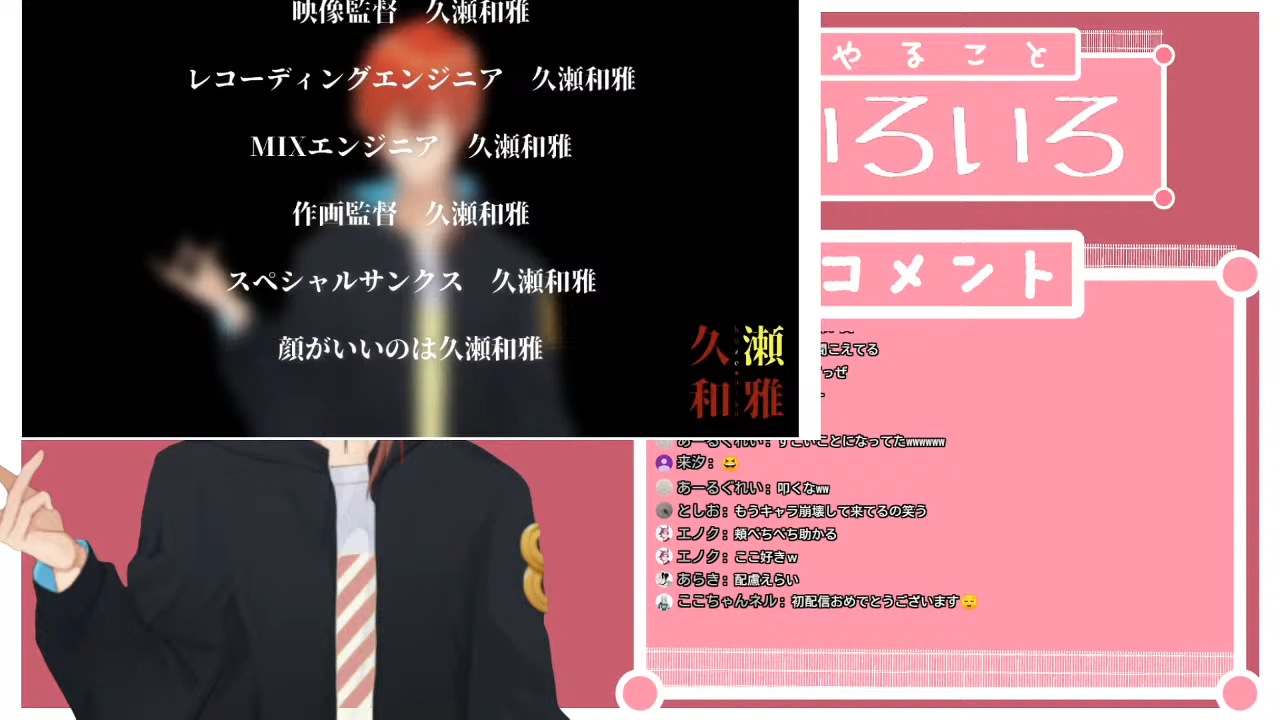 映像監督　久瀬和雅
レコーディングエンジニア　久瀬和雅
MIXエンジニア　久瀬和雅
作画監督　久瀬和雅
スペシャルサンクス　久瀬和雅
顔がいいのは久瀬和雅
久瀬
和雅
やること
いろいろ
コメント
聞こえてる
っぜ
あーるぐれい： すごいことになってたwwwwww
来汐： 😆
あーるぐれい： 叩くなww
としお： もうキャラ崩壊して来てるの笑う
エノク： 頬ぺちぺち助かる
エノク： ここ好きｗ
あらき： 配慮えらい
ここちゃんネル： 初配信おめでとうございます😌